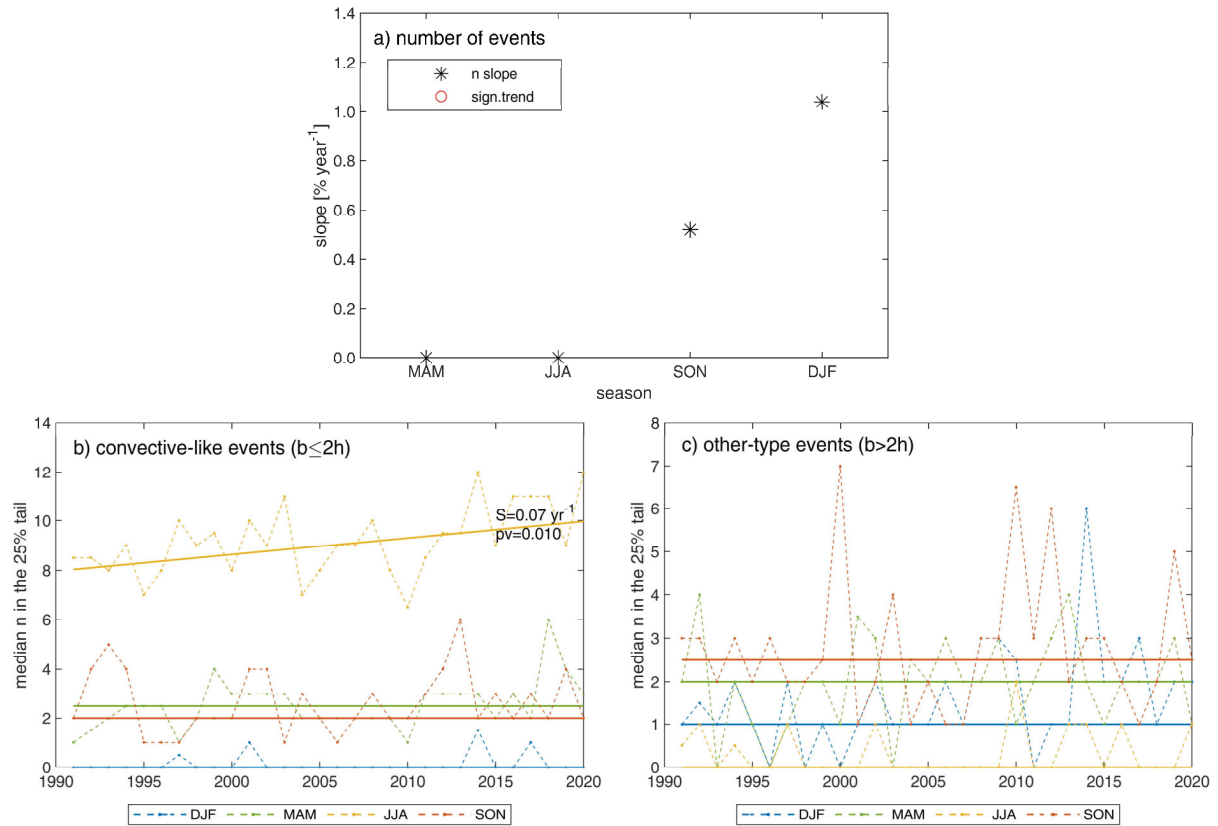 a) number of events
n slope
sign.trend
slope [% year⁻¹]
1.4
1.2
1.0
0.8
0.6
0.4
0.2
0.0
MAM JJA SON DJF
season
b) convective-like events (b≤2h)
median n in the 25% tail
14
12
10
8
6
4
2
0
S=0.07 yr⁻¹
pv=0.010
1990 1995 2000 2005 2010 2015 2020
DJF MAM JJA SON
c) other-type events (b>2h)
median n in the 25% tail
8
7
6
5
4
3
2
1
0
1990 1995 2000 2005 2010 2015 2020
DJF MAM JJA SON